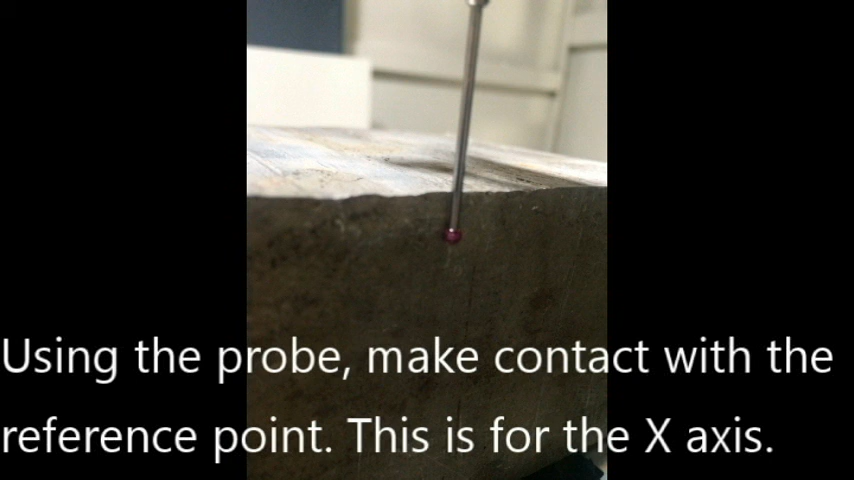 Using the probe, make contact with the
reference point. This is for the X axis.